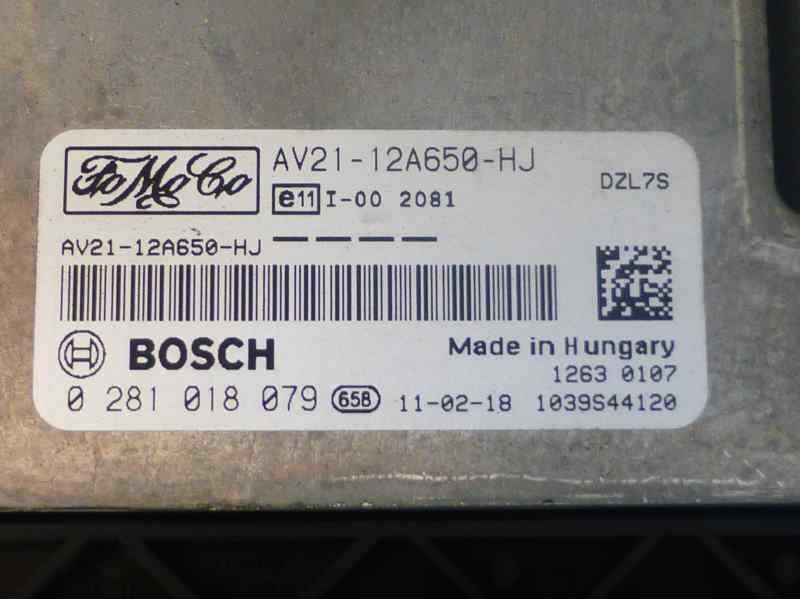 FoMoCo
AV21-12A650-HJ
DZL7S
e11 I-00 2081
AV21-12A650-HJ
BOSCH
Made in Hungary
1263 0107
0 281 018 079 658 11-02-18 1039S44120